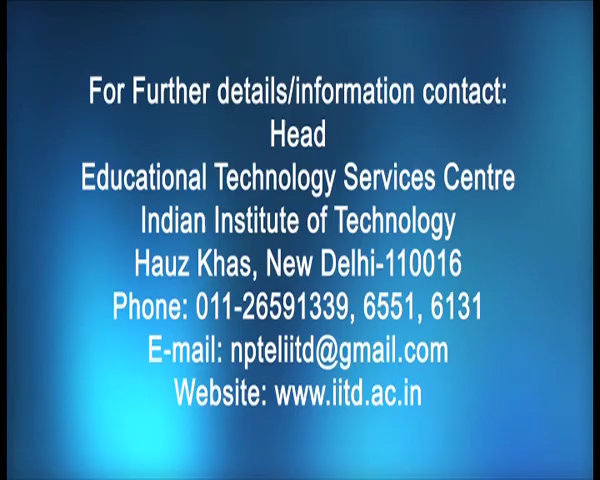 For Further details/information contact:
Head
Educational Technology Services Centre
Indian Institute of Technology
Hauz Khas, New Delhi-110016
Phone: 011-26591339, 6551, 6131
E-mail: npteliitd@gmail.com
Website: www.iitd.ac.in